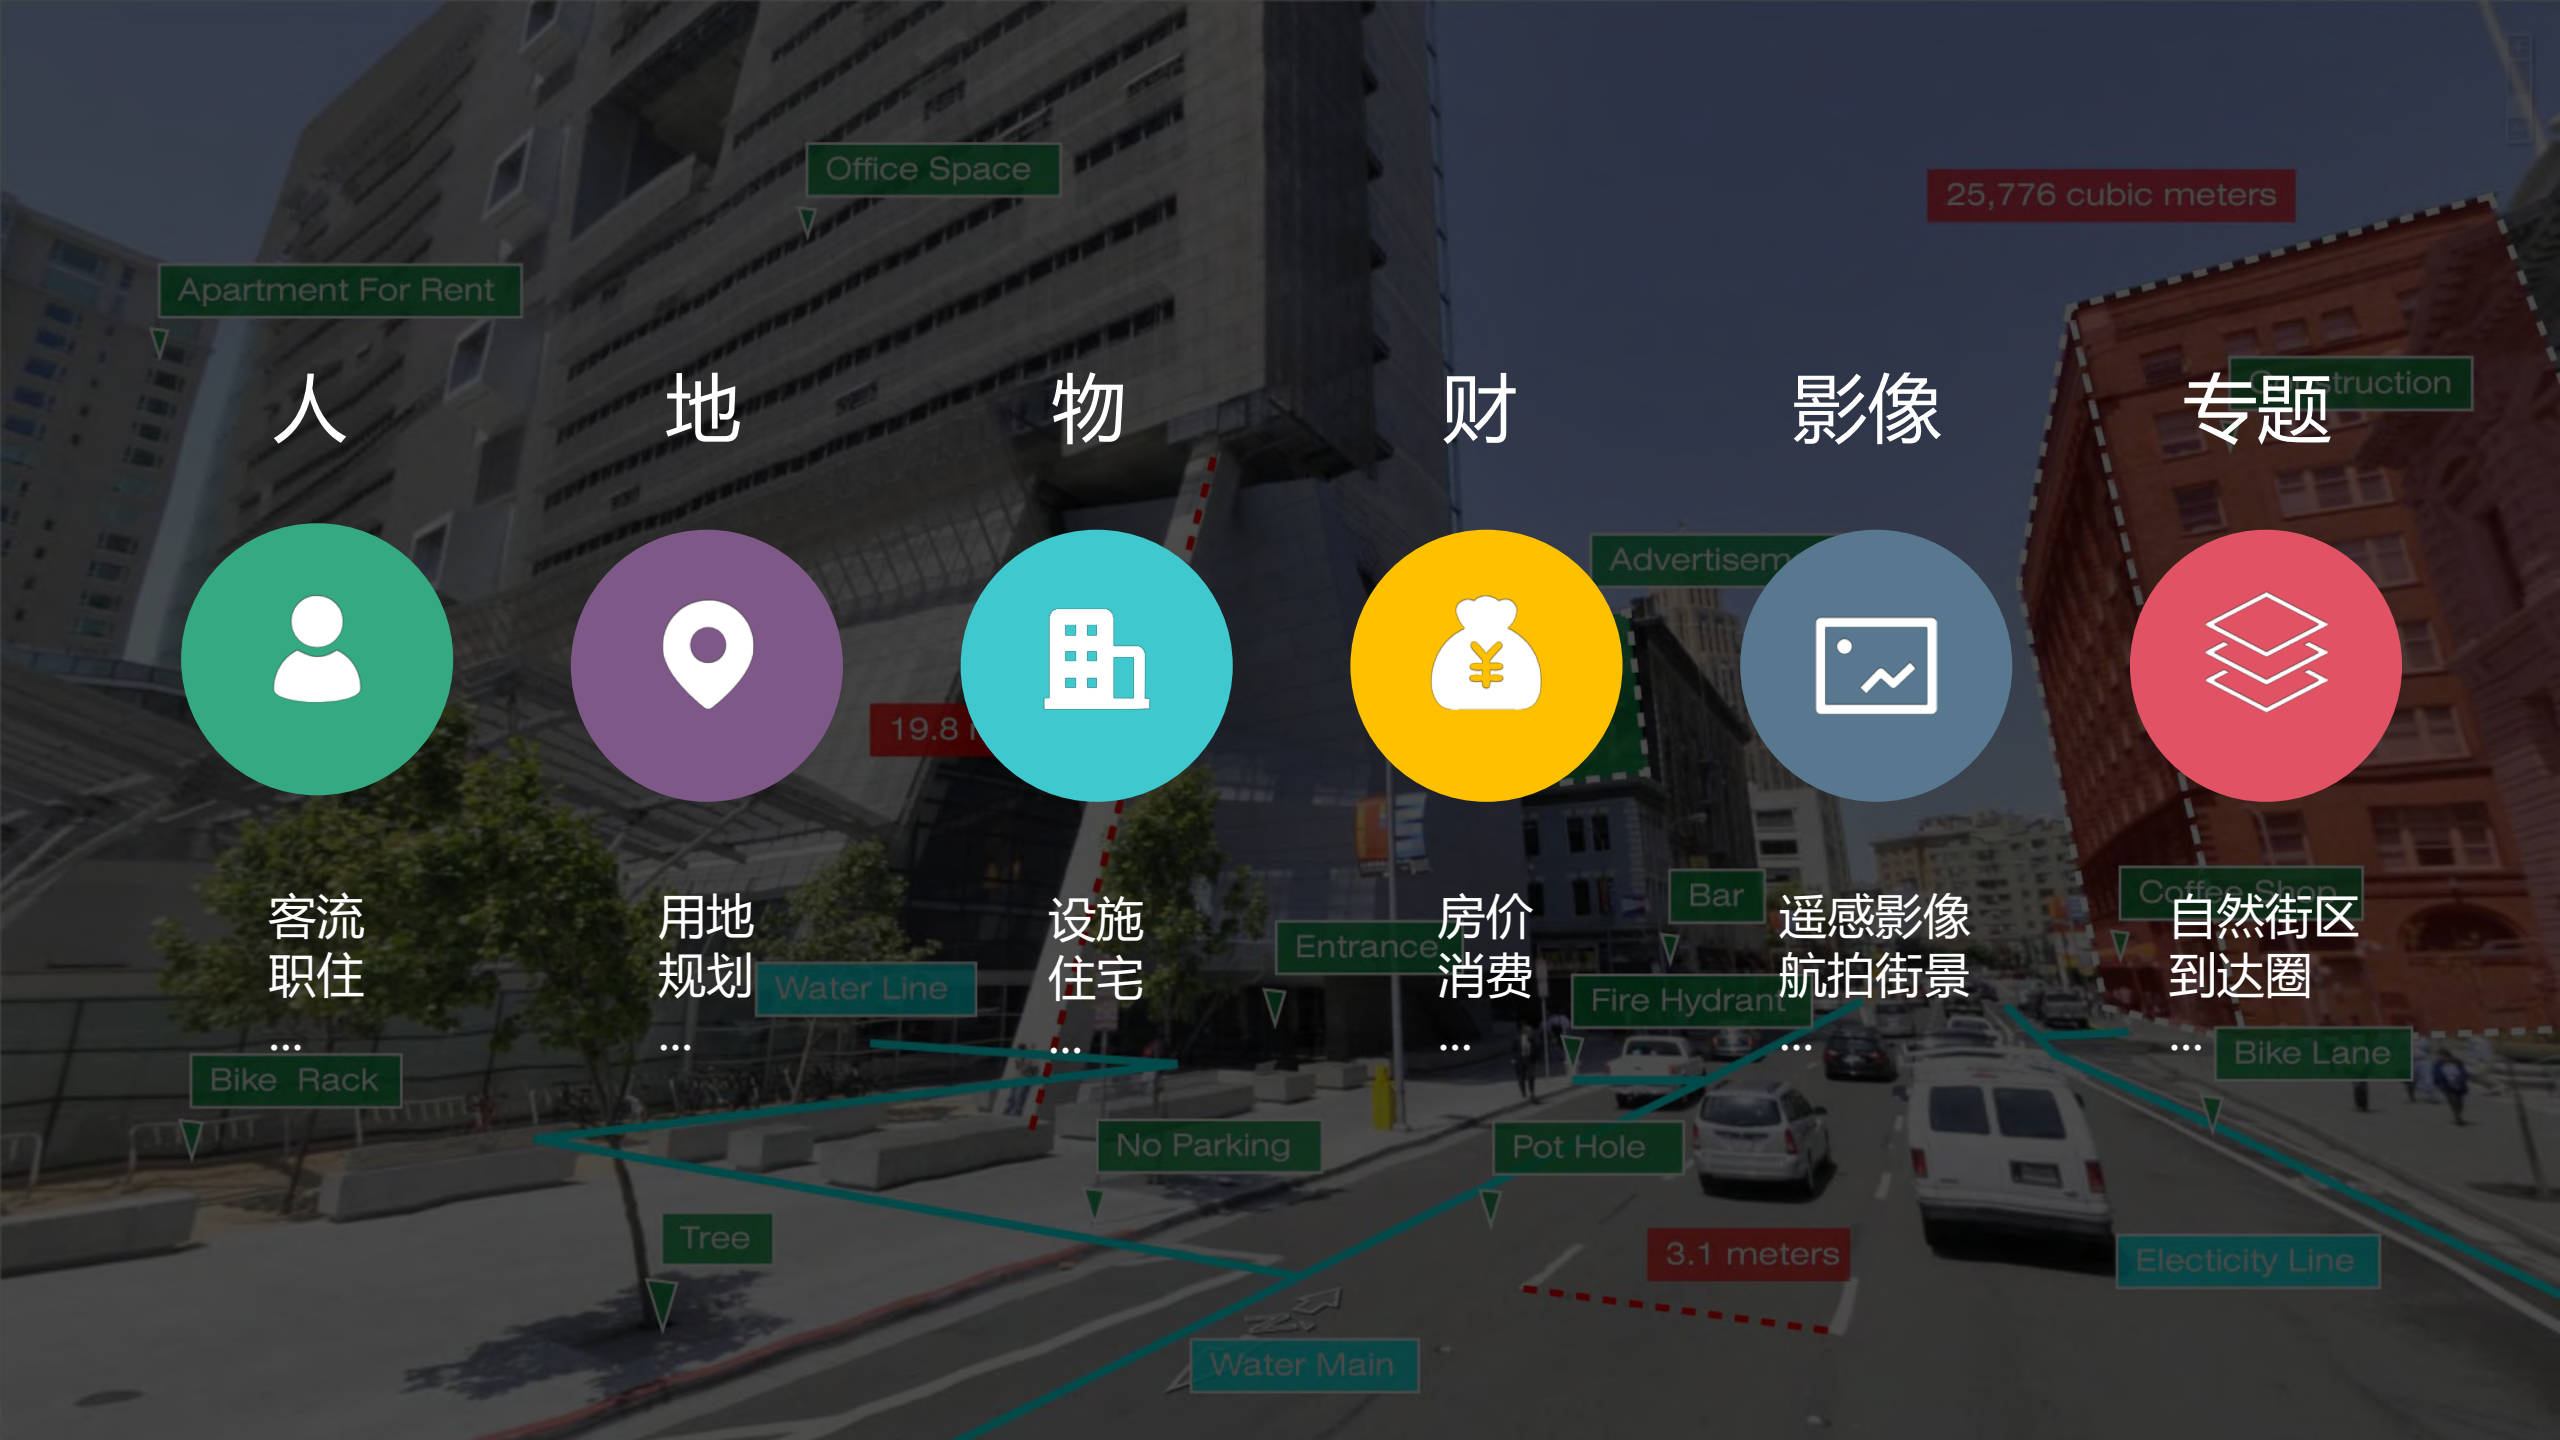 Office Space
25,776 cubic meters
Apartment For Rent
人
地
物
财
影像
专题
Advertisem
19.8
客流
职住
...
用地
规划
...
设施
住宅
...
房价
消费
...
遥感影像
航拍街景
...
自然街区
到达圈
...
Bar
Coffee Shop
Entrance
Water Line
Fire Hydrant
Bike Lane
Bike Rack
No Parking
Pot Hole
Tree
3.1 meters
Electicity Line
Water Main